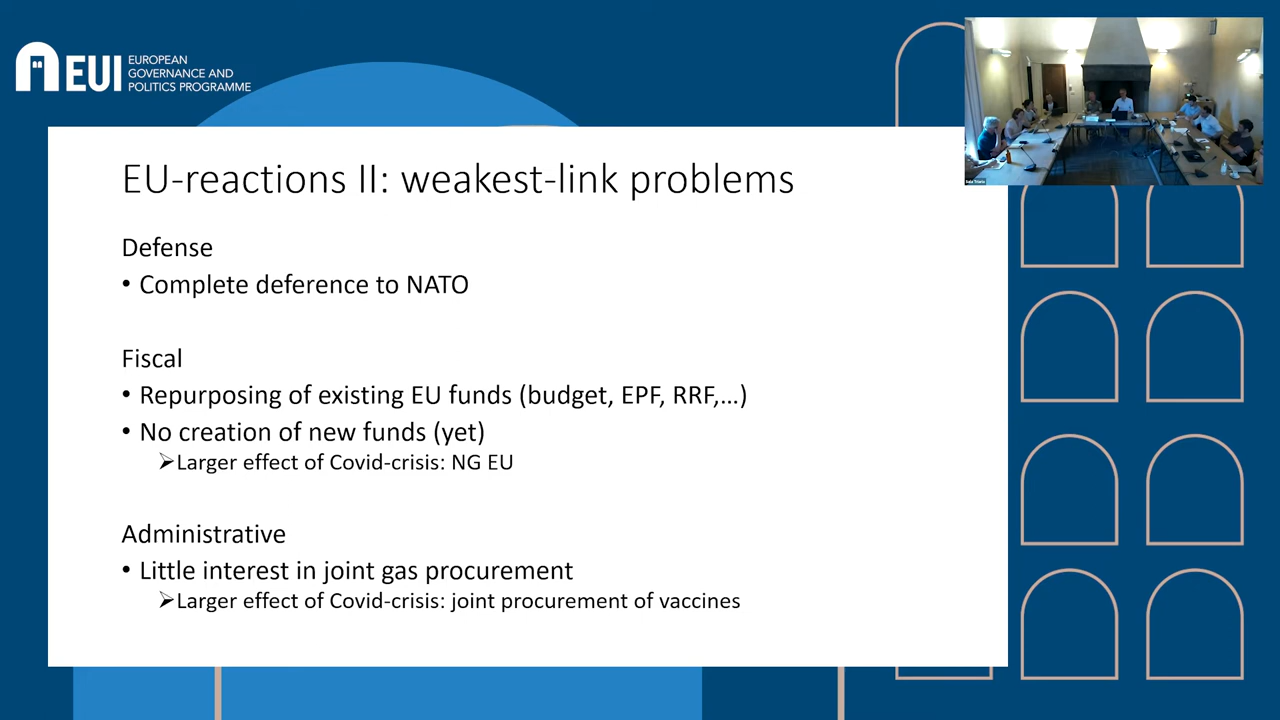 EUI
EUROPEAN
GOVERNANCE AND
POLITICS PROGRAMME
EU-reactions II: weakest-link problems
Defense
• Complete deference to NATO
Fiscal
• Repurposing of existing EU funds (budget, EPF, RRF,...)
• No creation of new funds (yet)
➢Larger effect of Covid-crisis: NG EU
Administrative
• Little interest in joint gas procurement
➢Larger effect of Covid-crisis: joint procurement of vaccines